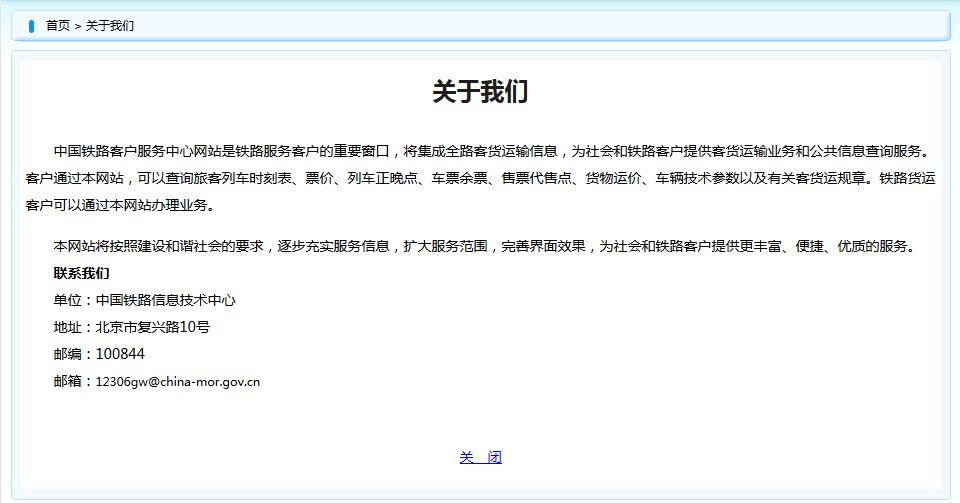 首页 > 关于我们
关于我们
中国铁路客户服务中心网站是铁路服务客户的重要窗口，将集成全路客货运输信息，为社会和铁路客户提供客货运输业务和公共信息查询服务。
客户通过本网站，可以查询旅客列车时刻表、票价、列车正晚点、车票余票、售票代售点、货物运价、车辆技术参数以及有关客货运规章。铁路货运
客户可以通过本网站办理业务。
本网站将按照建设和谐社会的要求，逐步充实服务信息，扩大服务范围，完善界面效果，为社会和铁路客户提供更丰富、便捷、优质的服务。
联系我们
单位：中国铁路信息技术中心
地址：北京市复兴路10号
邮编：100844
邮箱：12306gw@china-mor.gov.cn
关 闭